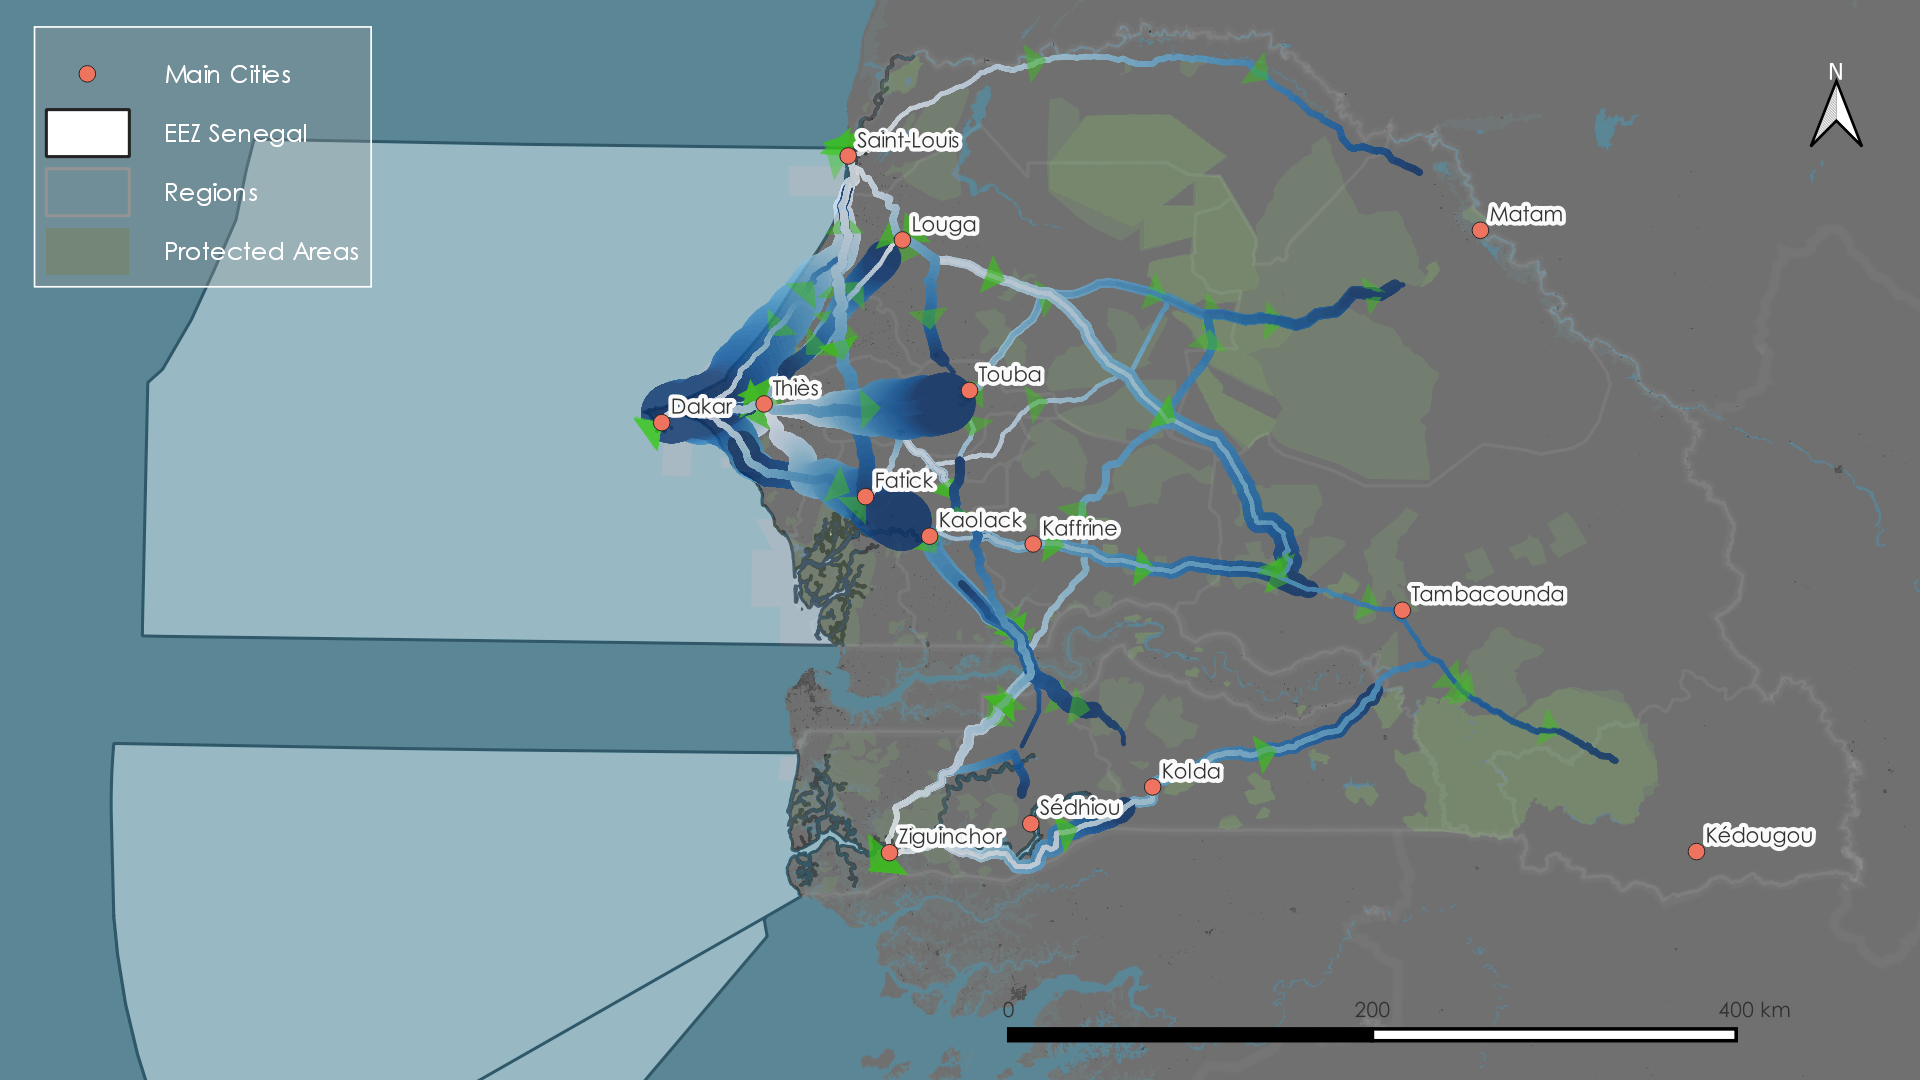 Main Cities
EEZ Senegal
Regions
Protected Areas
N
Saint-Louis
Louga
Matam
Touba
Thiès
Dakar
Fatick
Kaolack
Kaffrine
Tambacounda
Kolda
Sédhiou
Ziguinchor
Kédougou
0 200 400 km